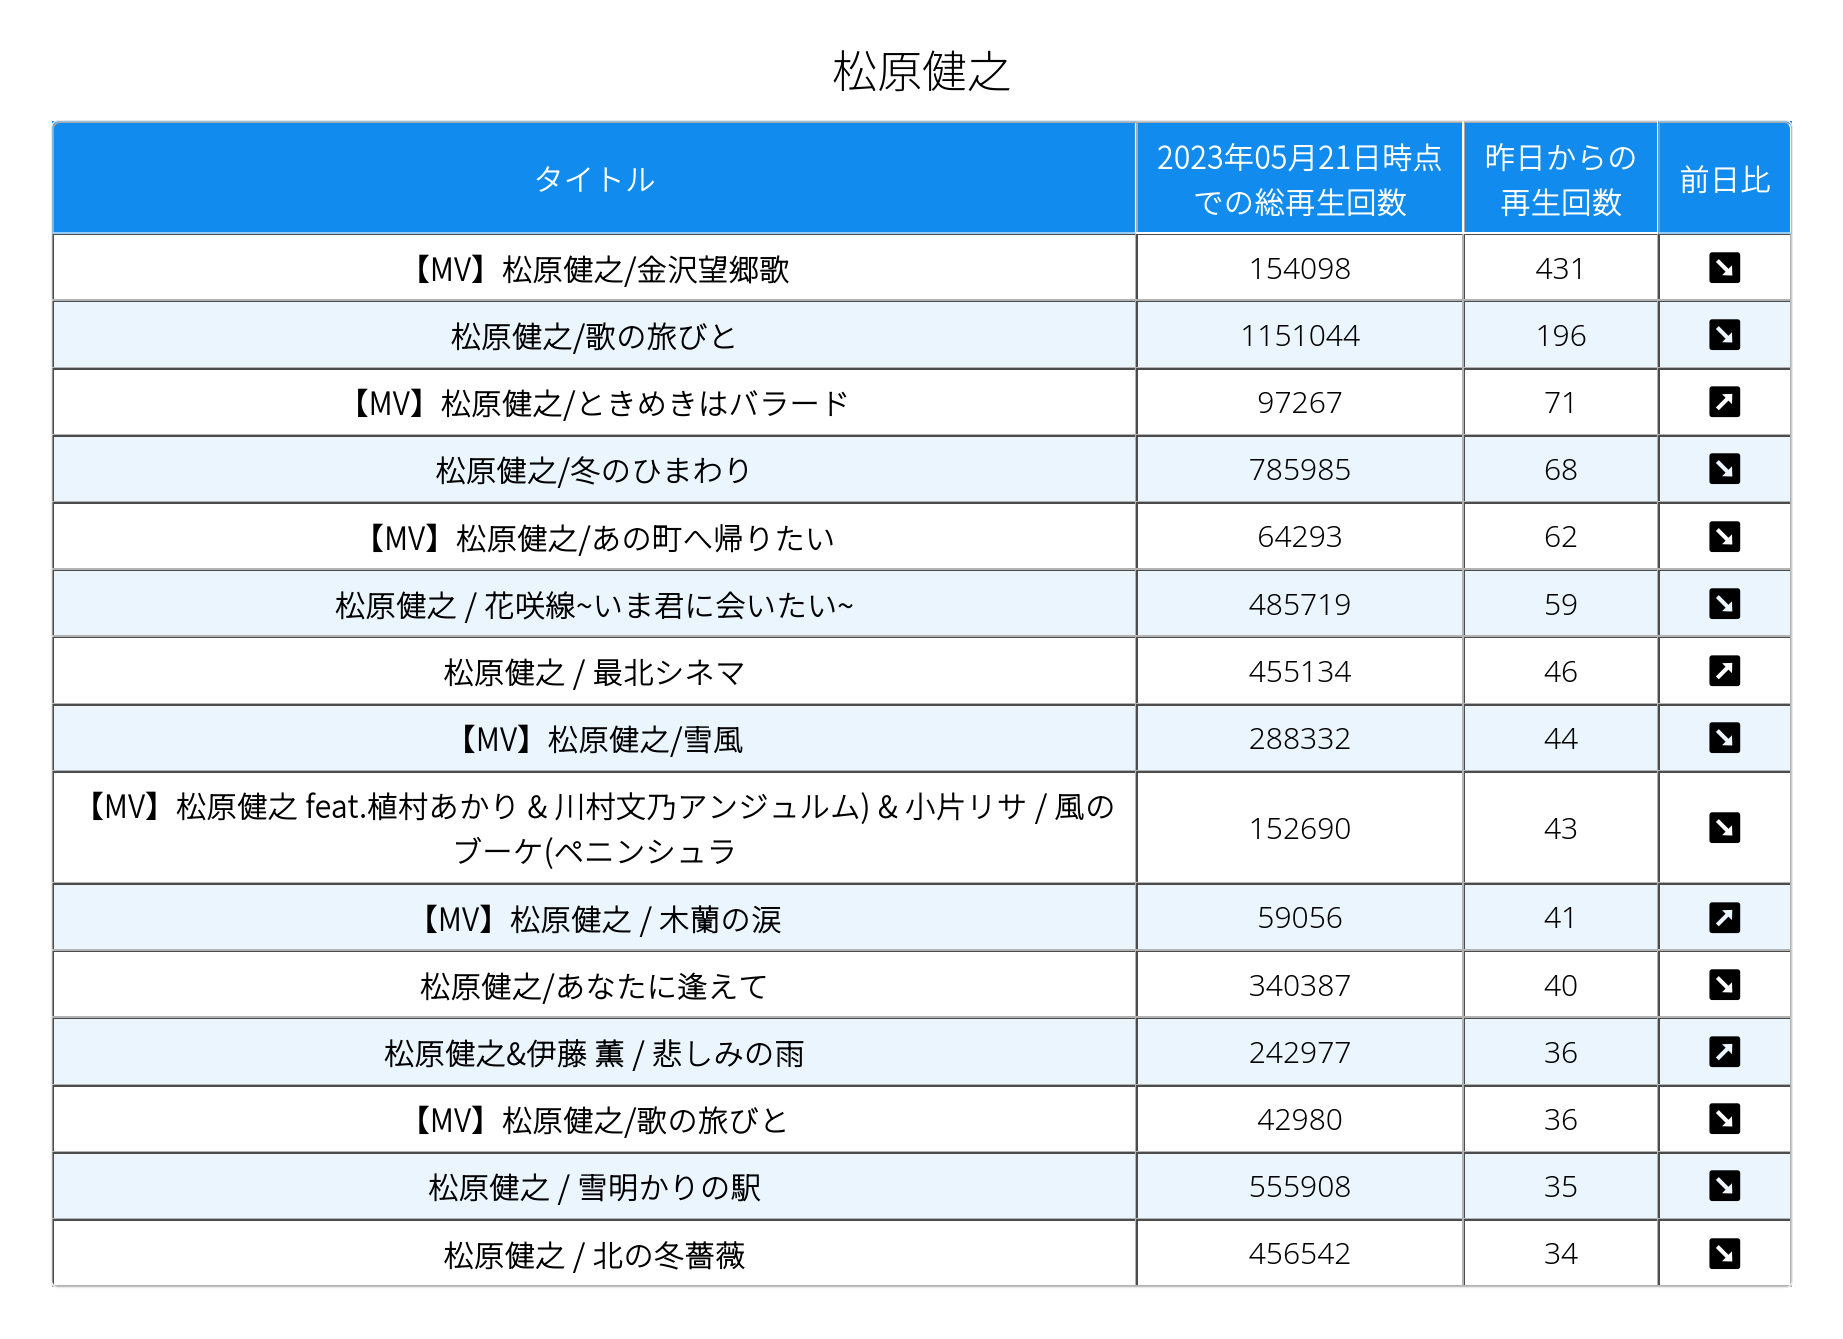 松原健之
タイトル
2023年05月21日時点
での総再生回数
昨日からの
再生回数
前日比
【MV】松原健之/金沢望郷歌 154098 431
松原健之/歌の旅びと 1151044 196
【MV】松原健之/ときめきはバラード 97267 71
松原健之/冬のひまわり 785985 68
【MV】松原健之/あの町へ帰りたい 64293 62
松原健之 / 花咲線~いま君に会いたい~ 485719 59
松原健之 / 最北シネマ 455134 46
【MV】松原健之/雪風 288332 44
【MV】松原健之 feat.植村あかり & 川村文乃アンジュルム) & 小片リサ / 風の
ブーケ(ペニンシュラ 152690 43
【MV】松原健之 / 木蘭の涙 59056 41
松原健之/あなたに逢えて 340387 40
松原健之&伊藤 薫 / 悲しみの雨 242977 36
【MV】松原健之/歌の旅びと 42980 36
松原健之 / 雪明かりの駅 555908 35
松原健之 / 北の冬薔薇 456542 34